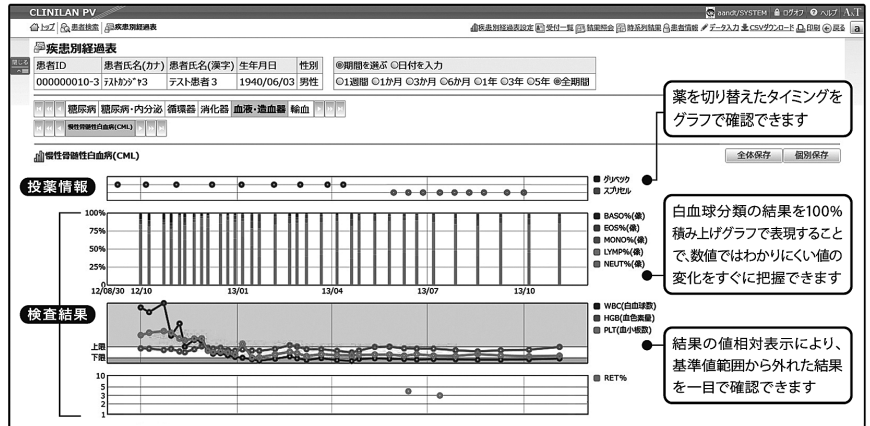 CLINILAN PV
aandt/SYSTEM ログオフ ヘルプ A&T
トップ 患者検索 疾患別経過表
疾患別経過表設定 受付一覧 結果照会 時系列結果 患者情報 データ入力 CSVダウンロード 印刷 戻る a
閉じる
疾患別経過表
患者ID 患者氏名(カナ) 患者氏名(漢字) 生年月日 性別
000000010-3 ﾃｽﾄｶﾝｼﾞｬ3 テスト患者3 1940/06/03 男性
◉期間を選ぶ ○日付を入力
○1週間 ○1か月 ○3か月 ○6か月 ○1年 ○3年 ○5年 ◉全期間
糖尿病 糖尿病・内分泌 循環器 消化器 血液・造血器 輸血
慢性骨髄性白血病(CML)
慢性骨髄性白血病(CML)
全体保存 個別保存
薬を切り替えたタイミングを
グラフで確認できます
投薬情報
グリベック
スプリセル
検査結果
100%
75%
50%
25%
0%
12/08/30 12/10 13/01 13/04 13/07 13/10
BASO%(像)
EOS%(像)
MONO%(像)
LYMP%(像)
NEUT%(像)
白血球分類の結果を100%
積み上げグラフで表現すること
で、数値ではわかりにくい値の
変化をすぐに把握できます
上限
下限
WBC(白血球数)
HGB(血色素量)
PLT(血小板数)
結果の値相対表示により、
基準値範囲から外れた結果
を一目で確認できます
10
5
3
2
1
RET%